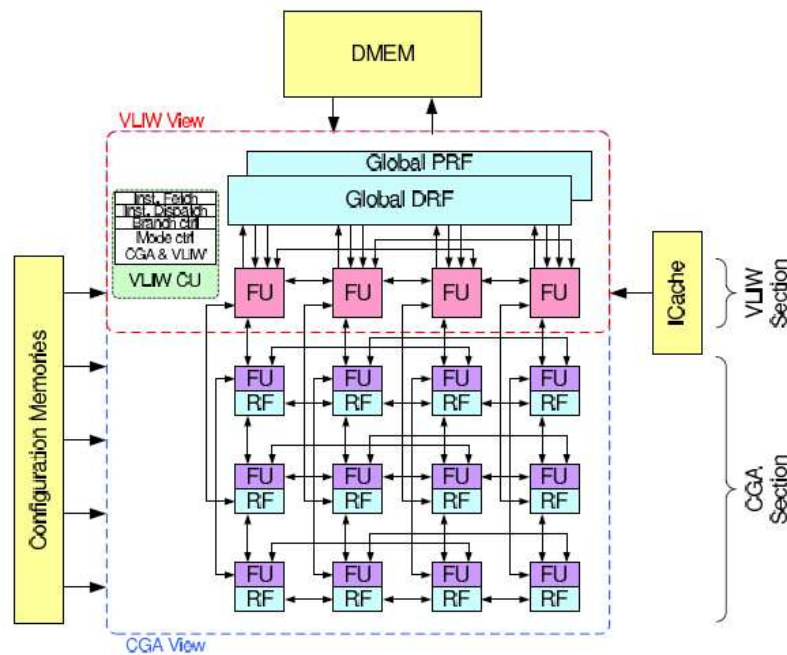 DMEM
VLIW View
Global PRF
Global DRF
Inst. Fetch
Inst. Dispatch
Branch ctrl
Mode ctrl
CGA & VLIW
VLIW CU
FU FU FU FU
ICache
VLIW
Section
Configuration Memories
FU FU FU FU
RF RF RF RF
FU FU FU FU
RF RF RF RF
FU FU FU FU
RF RF RF RF
CGA
Section
CGA View